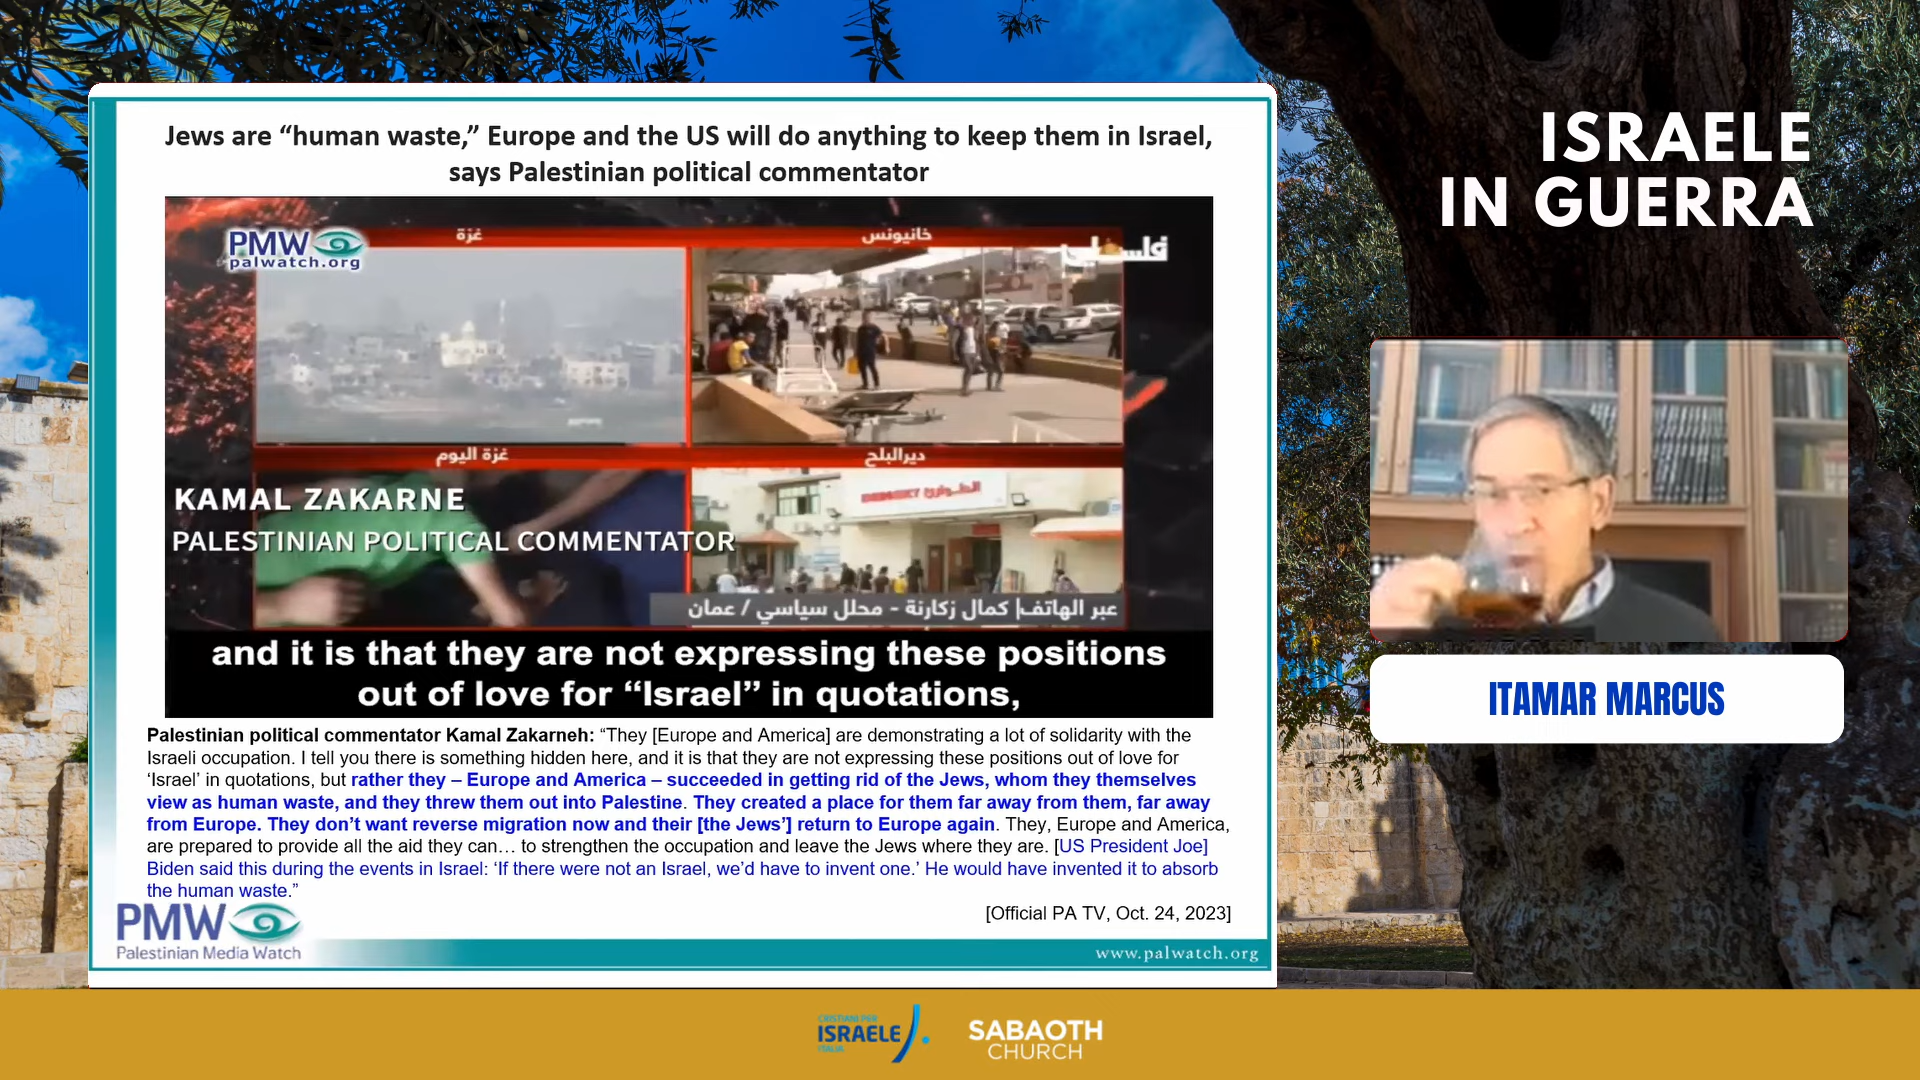 Jews are “human waste,” Europe and the US will do anything to keep them in Israel,
says Palestinian political commentator
PMW
palwatch.org
غزة
خانيونس
فلسطين
غزة اليوم
ديرالبلح
KAMAL ZAKARNE
PALESTINIAN POLITICAL COMMENTATOR
عبر الهاتف| كمال زكارنة - محلل سياسي / عمان
and it is that they are not expressing these positions
out of love for “Israel” in quotations,
Palestinian political commentator Kamal Zakarneh: “They [Europe and America] are demonstrating a lot of solidarity with the
Israeli occupation. I tell you there is something hidden here, and it is that they are not expressing these positions out of love for
‘Israel’ in quotations, but rather they – Europe and America – succeeded in getting rid of the Jews, whom they themselves
view as human waste, and they threw them out into Palestine. They created a place for them far away from them, far away
from Europe. They don’t want reverse migration now and their [the Jews’] return to Europe again. They, Europe and America,
are prepared to provide all the aid they can… to strengthen the occupation and leave the Jews where they are. [US President Joe]
Biden said this during the events in Israel: ‘If there were not an Israel, we’d have to invent one.’ He would have invented it to absorb
the human waste.”
[Official PA TV, Oct. 24, 2023]
PMW
Palestinian Media Watch
www.palwatch.org
ISRAELE
IN GUERRA
ITAMAR MARCUS
CRISTIANI PER
ISRAELE
ITALIA
SABAOTH
CHURCH